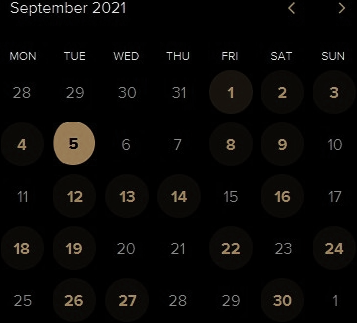 September 2021
MON TUE WED THU FRI SAT SUN
28 29 30 31 1 2 3
4 5 6 7 8 9 10
11 12 13 14 15 16 17
18 19 20 21 22 23 24
25 26 27 28 29 30 1